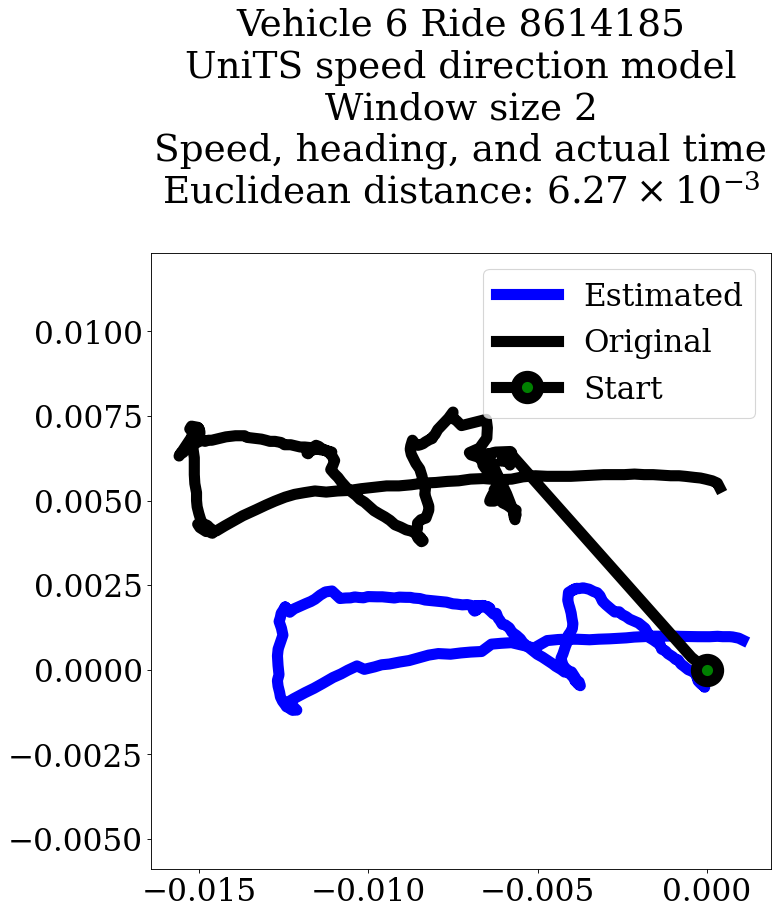 Vehicle 6 Ride 8614185
UniTS speed direction model
Window size 2
Speed, heading, and actual time
Euclidean distance: 6.27 × 10⁻³
Estimated
Original
Start
0.0100
0.0075
0.0050
0.0025
0.0000
−0.0025
−0.0050
−0.015 −0.010 −0.005 0.000